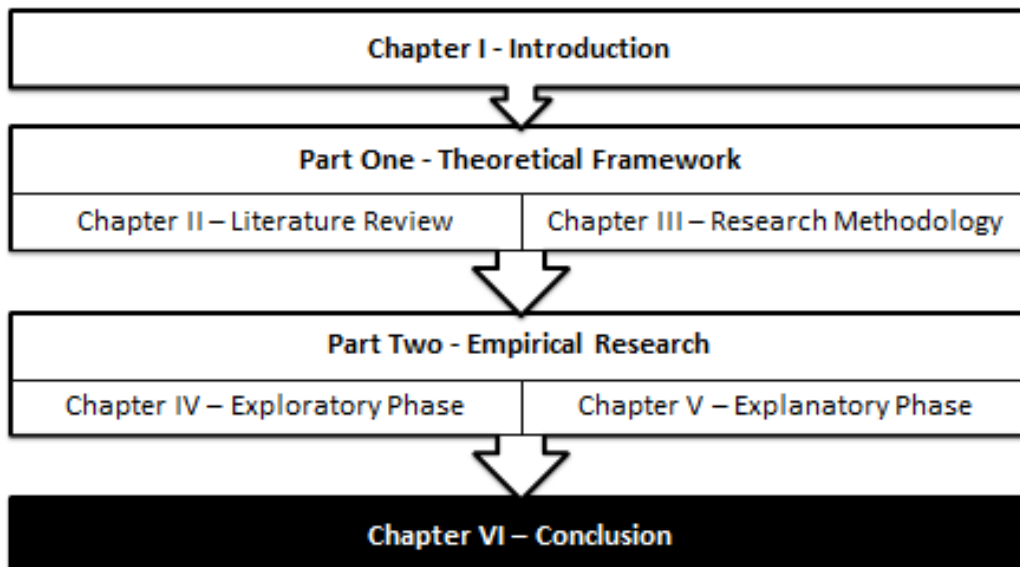 Chapter I - Introduction
Part One - Theoretical Framework
Chapter II – Literature Review
Chapter III – Research Methodology
Part Two - Empirical Research
Chapter IV – Exploratory Phase
Chapter V – Explanatory Phase
Chapter VI – Conclusion